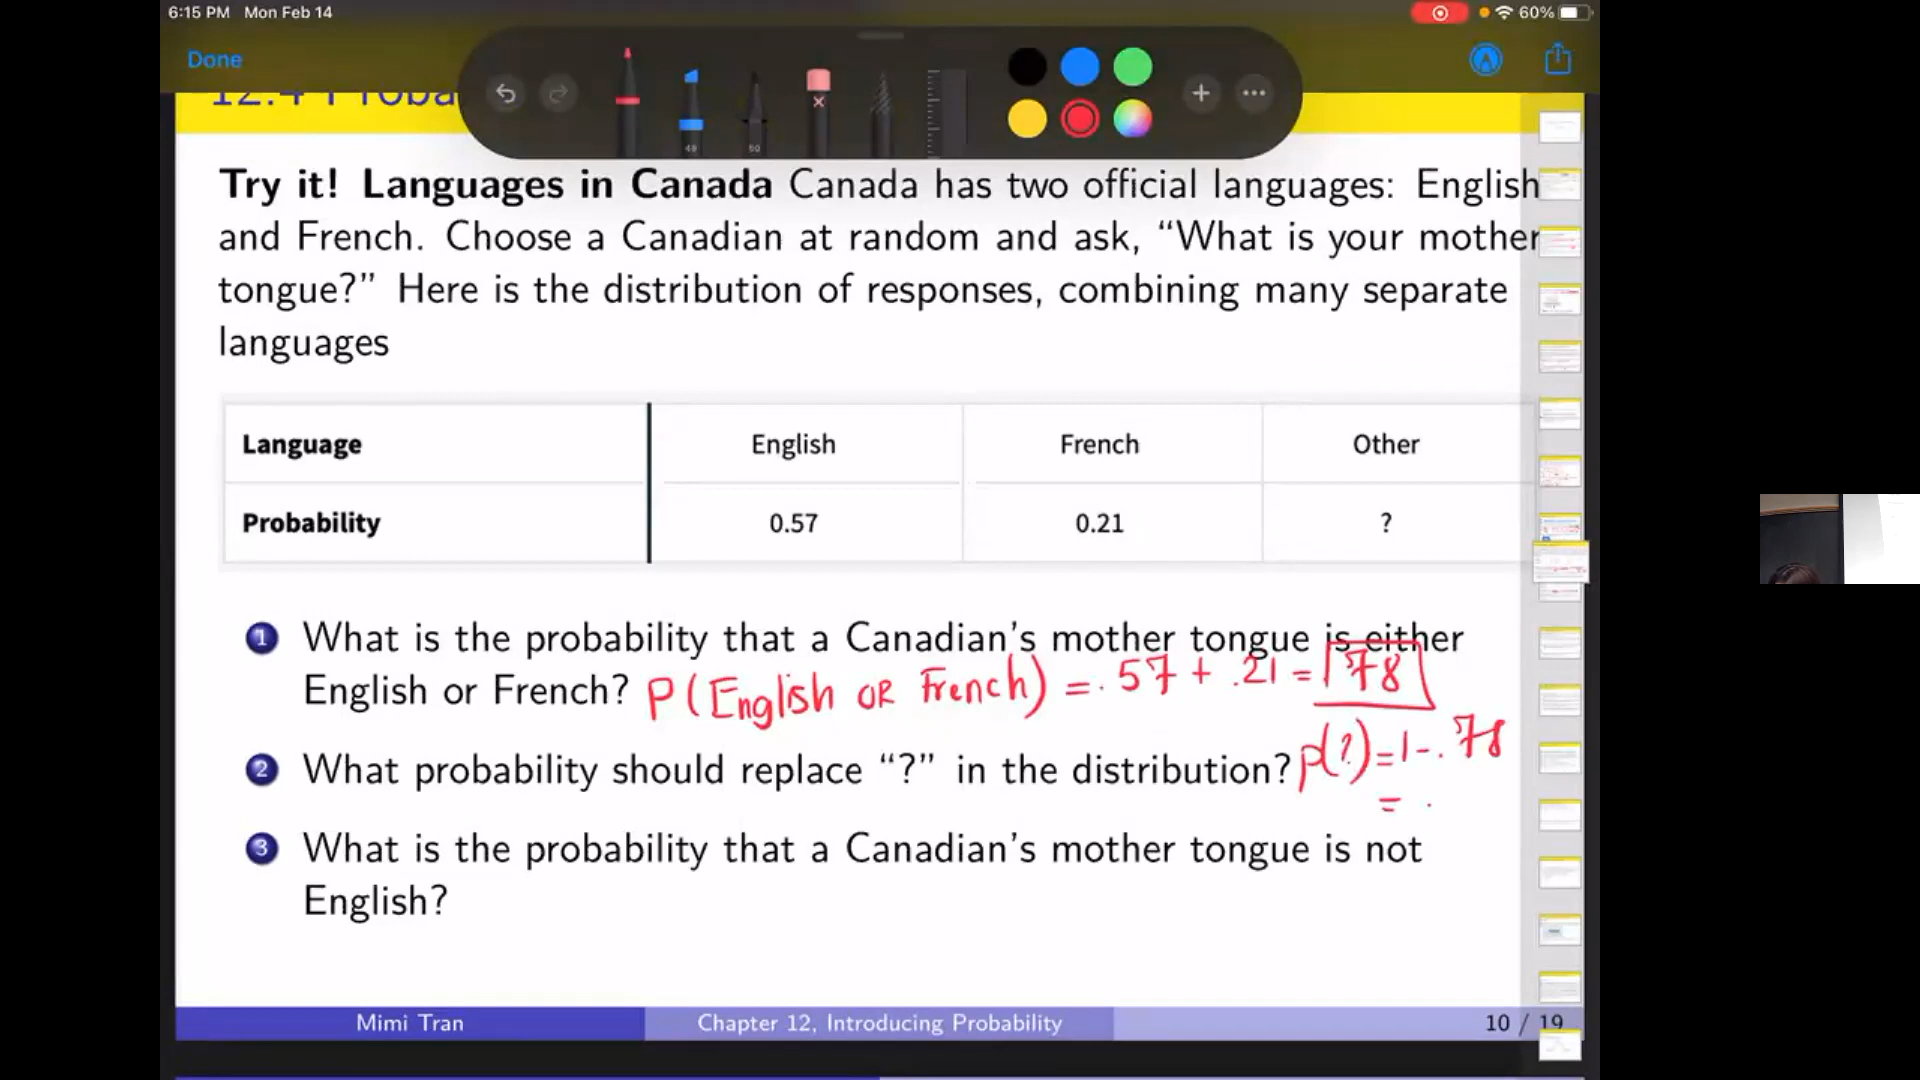 6:15 PM Mon Feb 14
60%
Done
49
50
Try it! Languages in Canada Canada has two official languages: English
and French. Choose a Canadian at random and ask, “What is your mother
tongue?” Here is the distribution of responses, combining many separate
languages
Language English French Other
Probability 0.57 0.21 ?
1 What is the probability that a Canadian's mother tongue is either
English or French? P(English OR French) = .57 + .21 = .78
2 What probability should replace “?” in the distribution? P(?) = 1 - .78
= .
3 What is the probability that a Canadian's mother tongue is not
English?
Mimi Tran Chapter 12, Introducing Probability 10 / 19